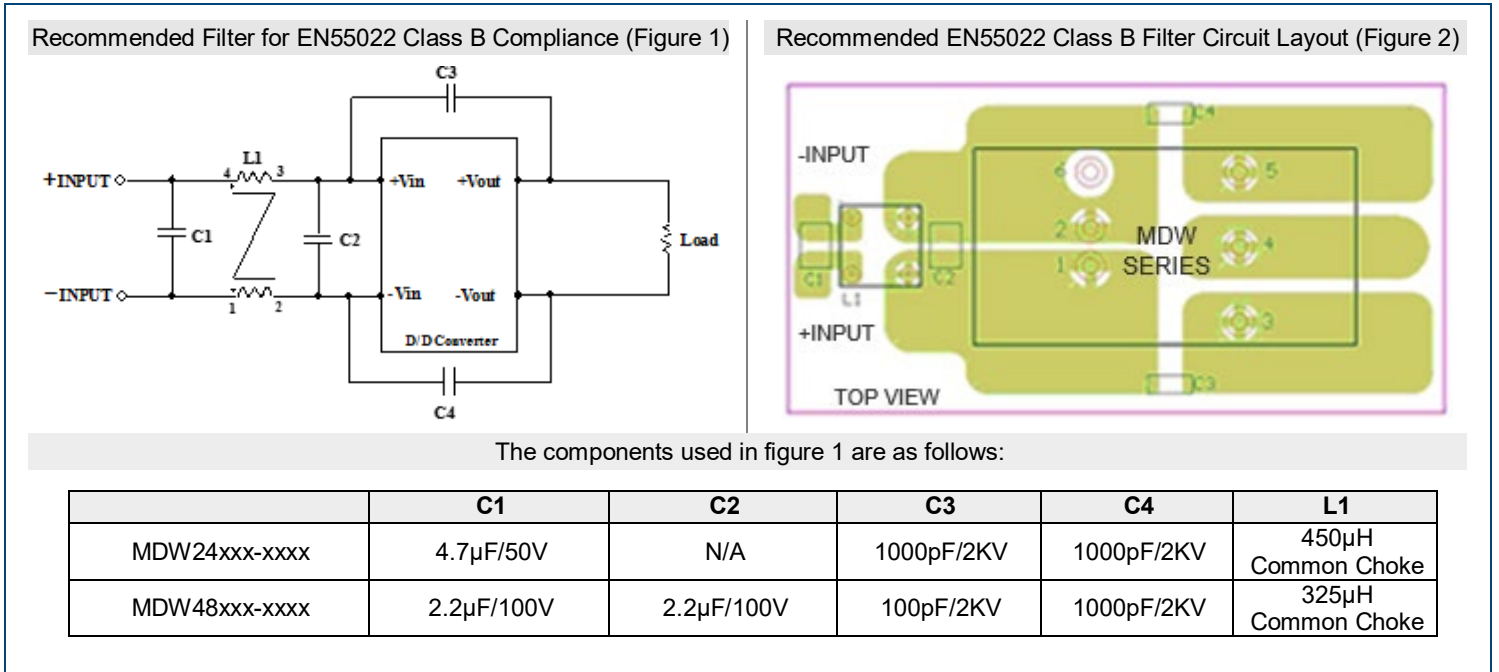 Recommended Filter for EN55022 Class B Compliance (Figure 1)
C3
L1
4
3
+INPUT
+Vin
+Vout
C1
C2
Load
−INPUT
1
2
-Vin
-Vout
D/D Converter
C4
Recommended EN55022 Class B Filter Circuit Layout (Figure 2)
C4
-INPUT
6
5
2
MDW
4
1
SERIES
C1
C2
L1
3
+INPUT
C3
TOP VIEW
The components used in figure 1 are as follows:
C1 C2 C3 C4 L1
MDW24xxx-xxxx 4.7µF/50V N/A 1000pF/2KV 1000pF/2KV 450µH
Common Choke
MDW48xxx-xxxx 2.2µF/100V 2.2µF/100V 100pF/2KV 1000pF/2KV 325µH
Common Choke